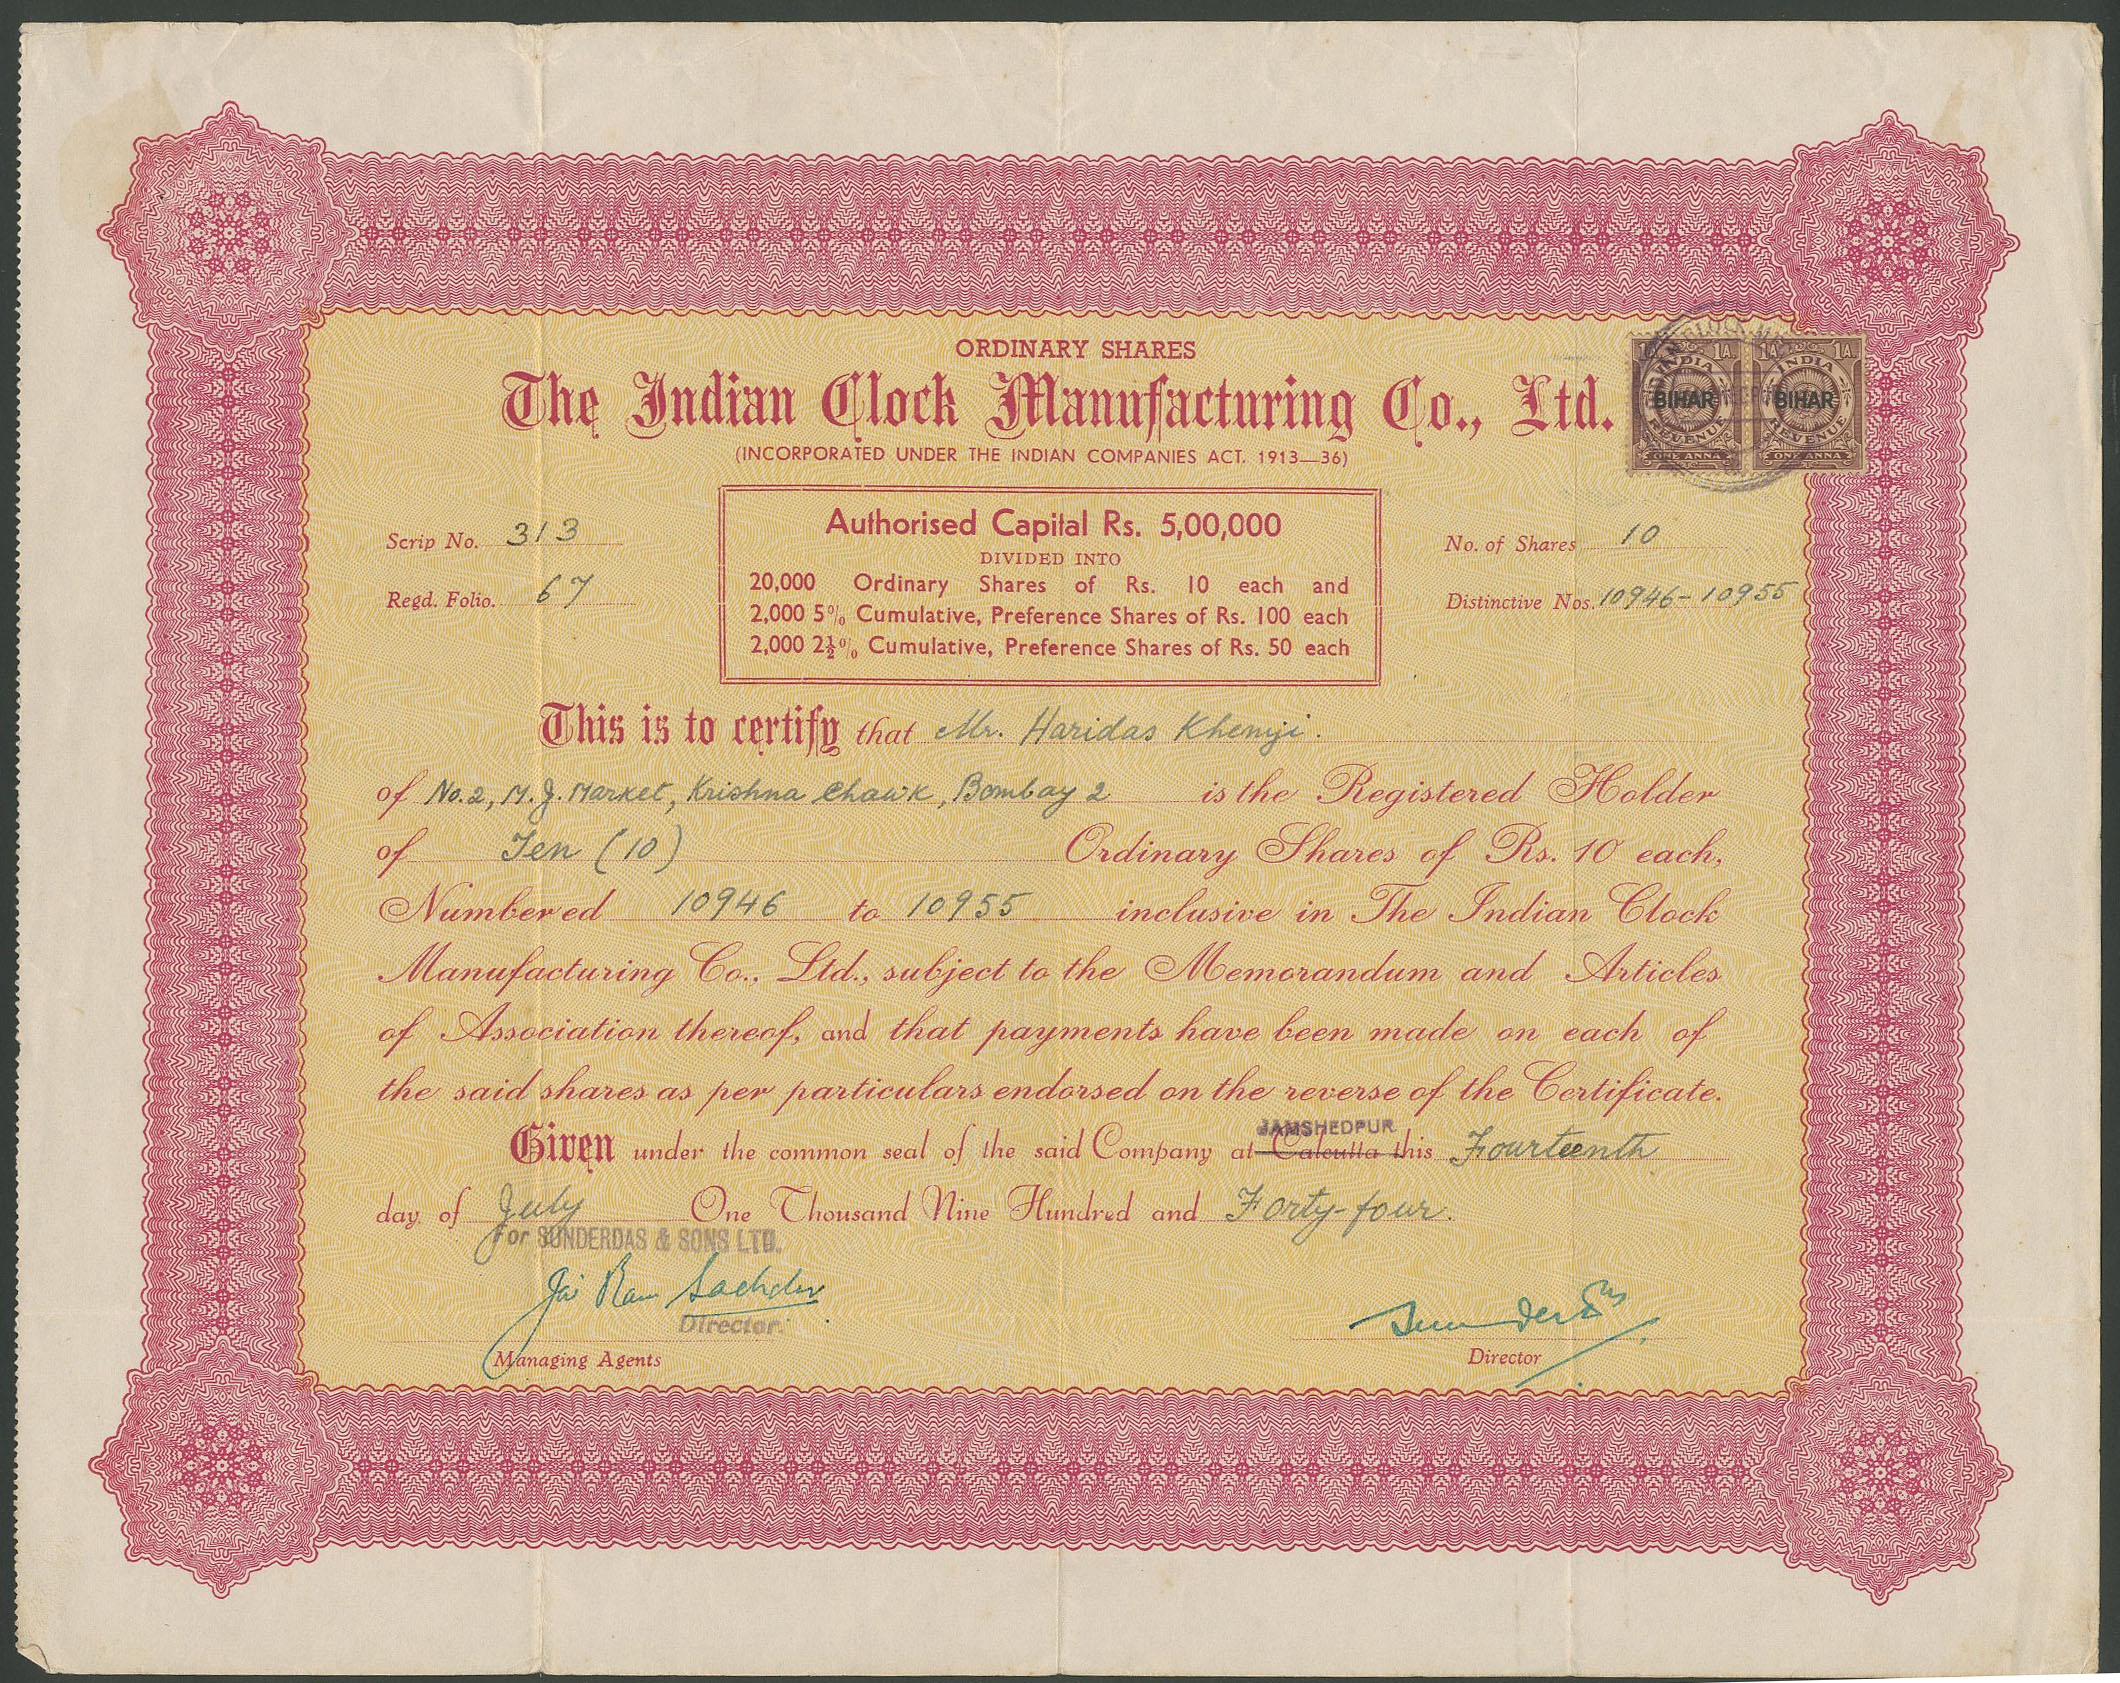 ORDINARY SHARES
The Indian Clock Manufacturing Co., Ltd.
(INCORPORATED UNDER THE INDIAN COMPANIES ACT. 1913—36)
1A. 1A. 1A. 1A.
INDIA INDIA
BIHAR BIHAR
REVENUE REVENUE
ONE ANNA ONE ANNA
Scrip No. 313
Regd. Folio. 67
Authorised Capital Rs. 5,00,000
DIVIDED INTO
20,000 Ordinary Shares of Rs. 10 each and
2,000 5% Cumulative, Preference Shares of Rs. 100 each
2,000 2½% Cumulative, Preference Shares of Rs. 50 each
No. of Shares 10
Distinctive Nos. 10946-10955
This is to certify that Mr. Haridas Khemji.
of No.2, M.J. Market, Krishna Chawk, Bombay 2 is the Registered Holder
of Ten (10) Ordinary Shares of Rs. 10 each,
Numbered 10946 to 10955 inclusive in The Indian Clock
Manufacturing Co., Ltd., subject to the Memorandum and Articles
of Association thereof, and that payments have been made on each of
the said shares as per particulars endorsed on the reverse of the Certificate.
JAMSHEDPUR
Given under the common seal of the said Company at Calcutta this Fourteenth
day of July One Thousand Nine Hundred and Forty-four.
for SUNDERDAS & SONS LTD.
Jai Ram Sachdev
Director.
Managing Agents
Director